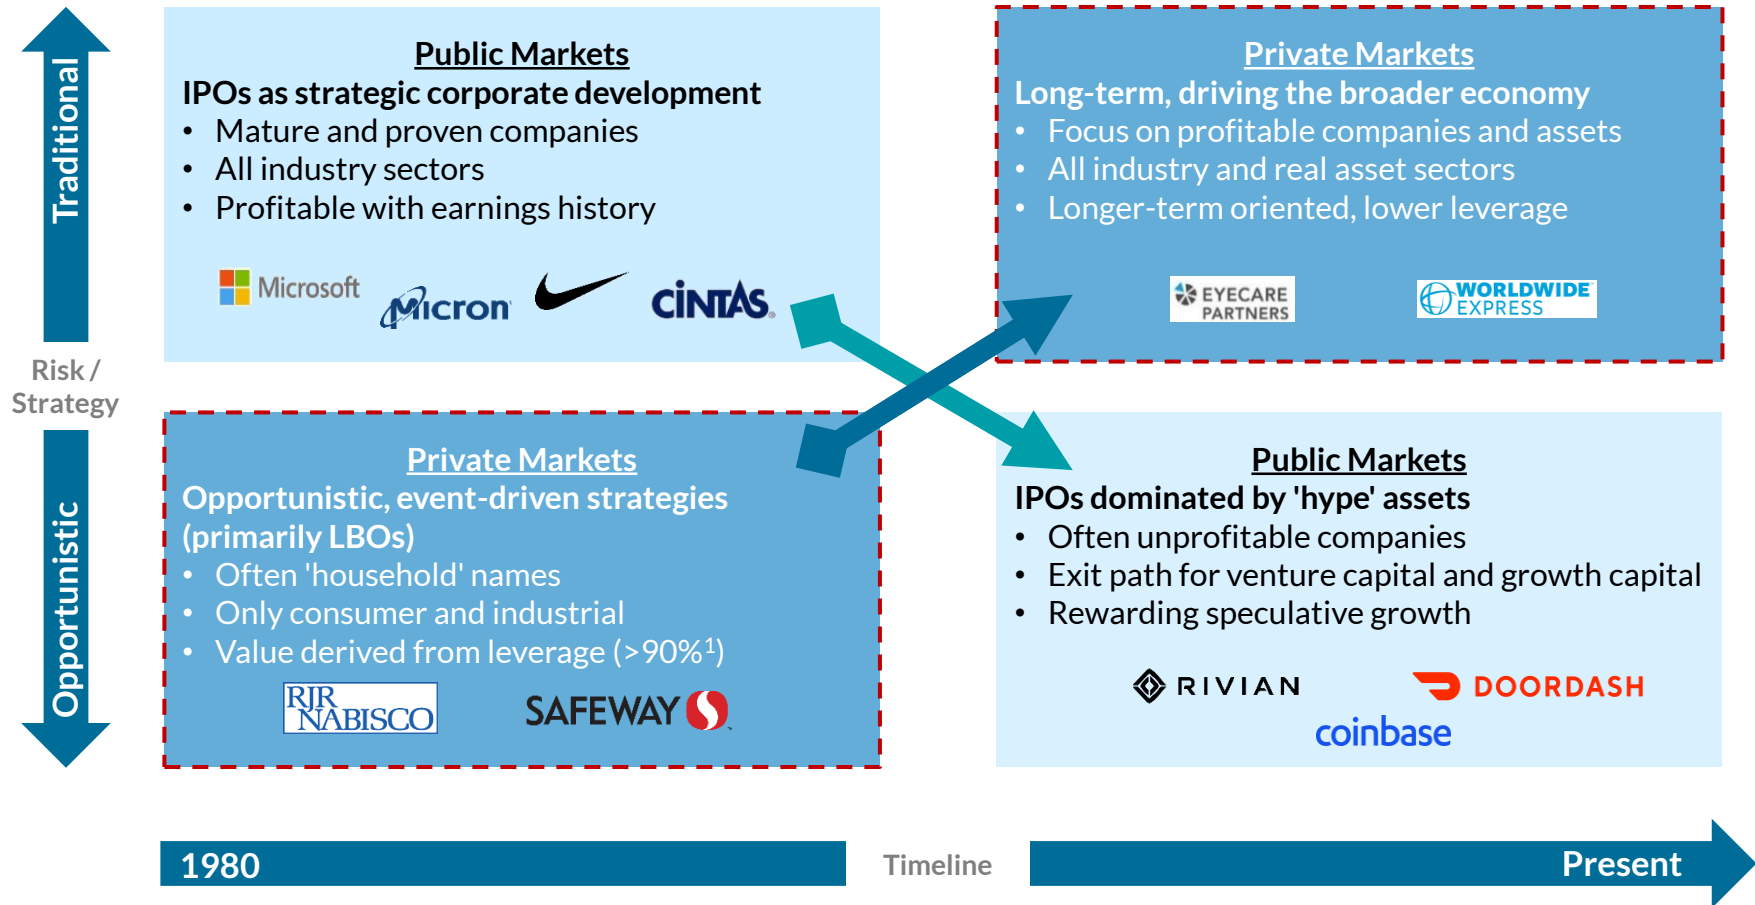 Traditional
Risk /
Strategy
Opportunistic
Public Markets
IPOs as strategic corporate development
• Mature and proven companies
• All industry sectors
• Profitable with earnings history
Microsoft
Micron
CINTAS®
Private Markets
Long-term, driving the broader economy
• Focus on profitable companies and assets
• All industry and real asset sectors
• Longer-term oriented, lower leverage
EYECARE
PARTNERS
WORLDWIDE
EXPRESS
Private Markets
Opportunistic, event-driven strategies
(primarily LBOs)
• Often 'household' names
• Only consumer and industrial
• Value derived from leverage (>90%¹)
RJR
NABISCO
SAFEWAY
Public Markets
IPOs dominated by 'hype' assets
• Often unprofitable companies
• Exit path for venture capital and growth capital
• Rewarding speculative growth
RIVIAN
DOORDASH
coinbase
1980
Timeline
Present